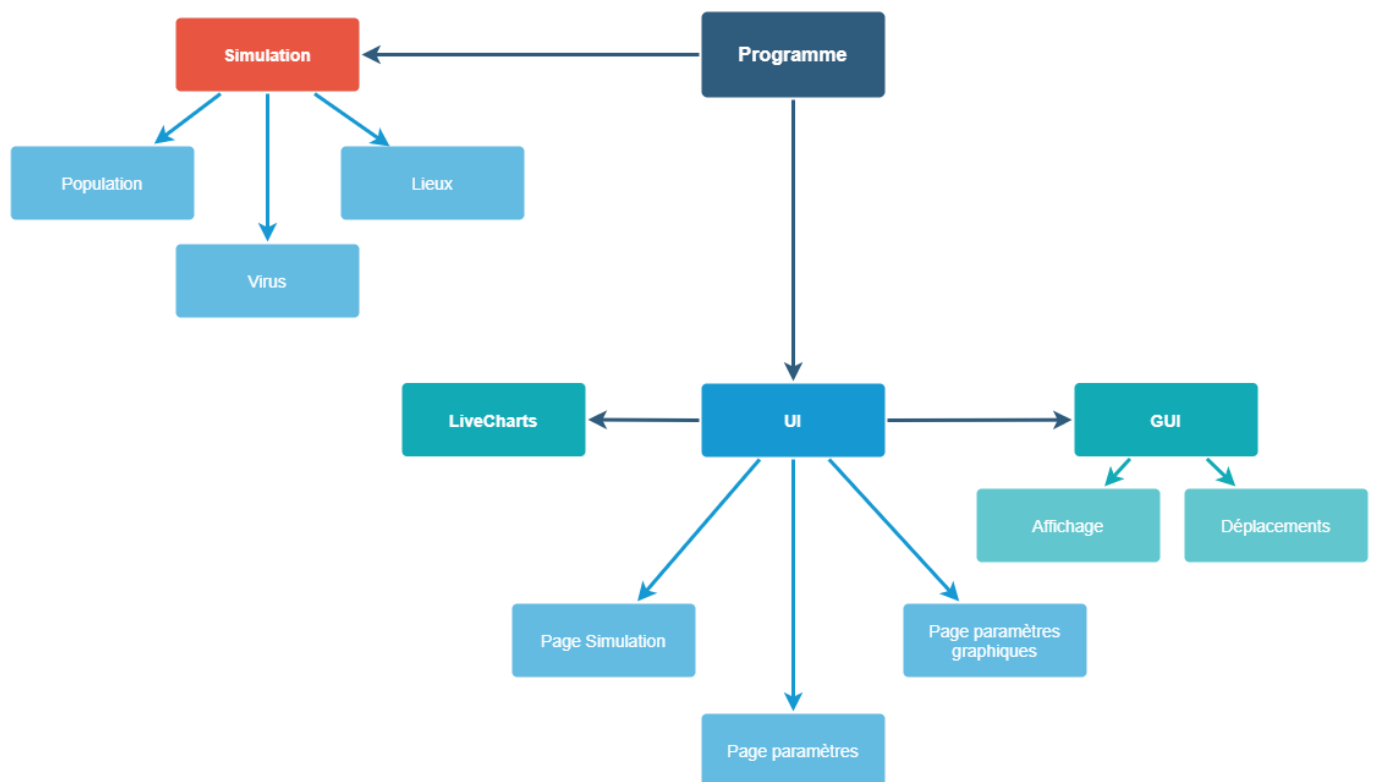 Programme
Simulation
Population
Lieux
Virus
LiveCharts
UI
GUI
Affichage
Déplacements
Page Simulation
Page paramètres
graphiques
Page paramètres